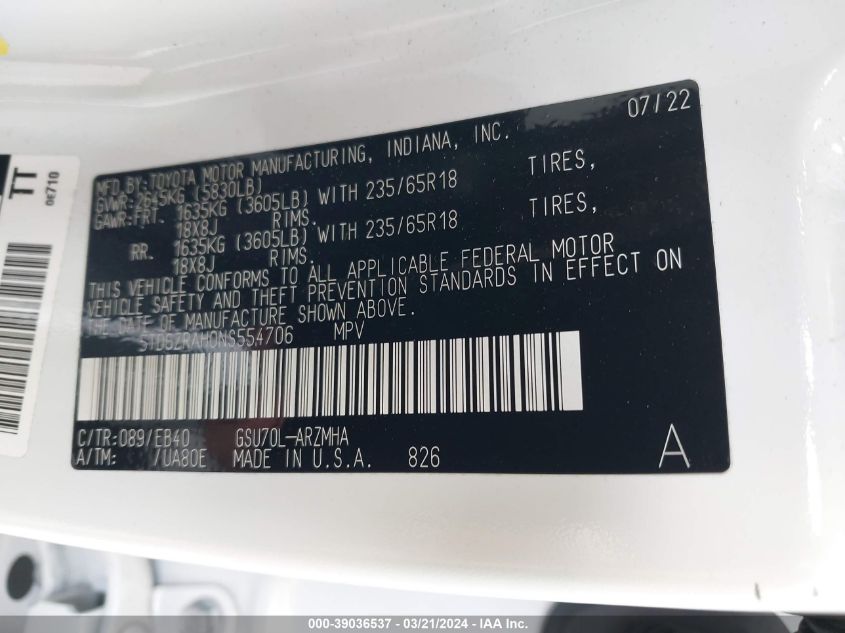 07/22
MFD.BY:TOYOTA MOTOR MANUFACTURING, INDIANA, INC.
GVWR:2645KG (5830LB)
GAWR:FRT. 1635KG (3605LB) WITH 235/65R18 TIRES,
18X8J RIMS.
RR. 1635KG (3605LB) WITH 235/65R18 TIRES,
18X8J RIMS.
THIS VEHICLE CONFORMS TO ALL APPLICABLE FEDERAL MOTOR
VEHICLE SAFETY AND THEFT PREVENTION STANDARDS IN EFFECT ON
THE DATE OF MANUFACTURE SHOWN ABOVE.
5TDSZRAH0NS554706 MPV
C/TR:089/EB40 GSU70L-ARZMHA
A/TM: /UA80E MADE IN U.S.A. 826 A
TT
0E710
000-39036537 — 03/21/2024 — IAA Inc.